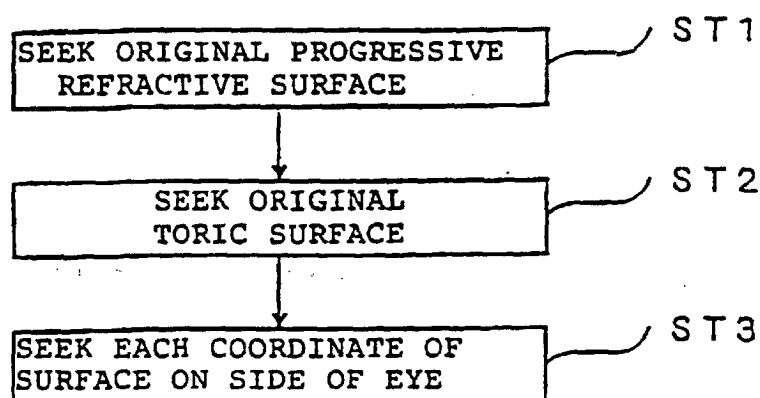 SEEK ORIGINAL PROGRESSIVE
REFRACTIVE SURFACE
ST1
SEEK ORIGINAL
TORIC SURFACE
ST2
SEEK EACH COORDINATE OF
SURFACE ON SIDE OF EYE
ST3